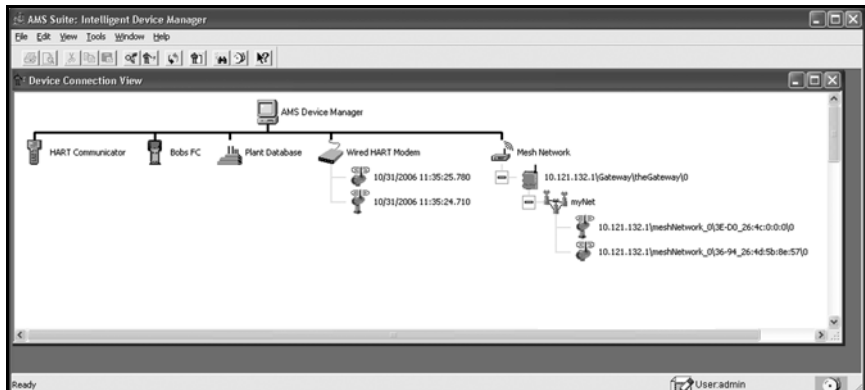 AMS Suite: Intelligent Device Manager
File Edit View Tools Window Help
Device Connection View
AMS Device Manager
HART Communicator
Bobs FC
Plant Database
Wired HART Modem
Mesh Network
10/31/2006 11:35:25.780
10.121.132.1\Gateway\theGateway\0
10/31/2006 11:35:24.710
myNet
10.121.132.1\meshNetwork_0\3E-D0_26:4c:0:0:0\0
10.121.132.1\meshNetwork_0\36-94_26:4d:5b:8e:57\0
Ready
User:admin